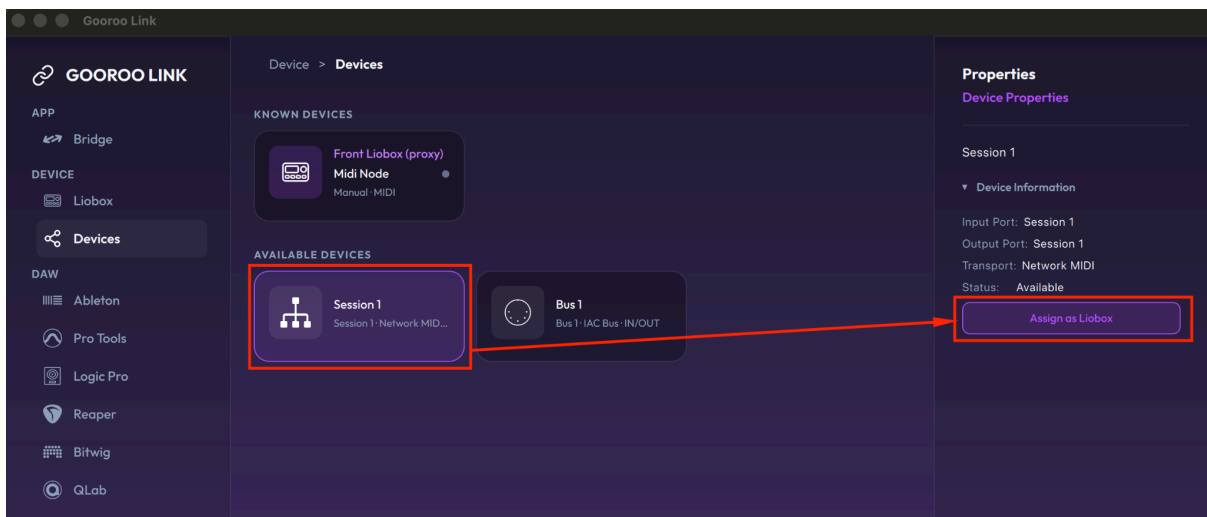 Gooroo Link
GOOROO LINK
APP
Bridge
DEVICE
Liobox
Devices
DAW
Ableton
Pro Tools
Logic Pro
Reaper
Bitwig
QLab
Device > Devices
KNOWN DEVICES
Front Liobox (proxy)
Midi Node
Manual · MIDI
AVAILABLE DEVICES
Session 1
Session 1 · Network MID...
Bus 1
Bus 1 · IAC Bus · IN/OUT
Properties
Device Properties
Session 1
▼ Device Information
Input Port: Session 1
Output Port: Session 1
Transport: Network MIDI
Status: Available
Assign as Liobox